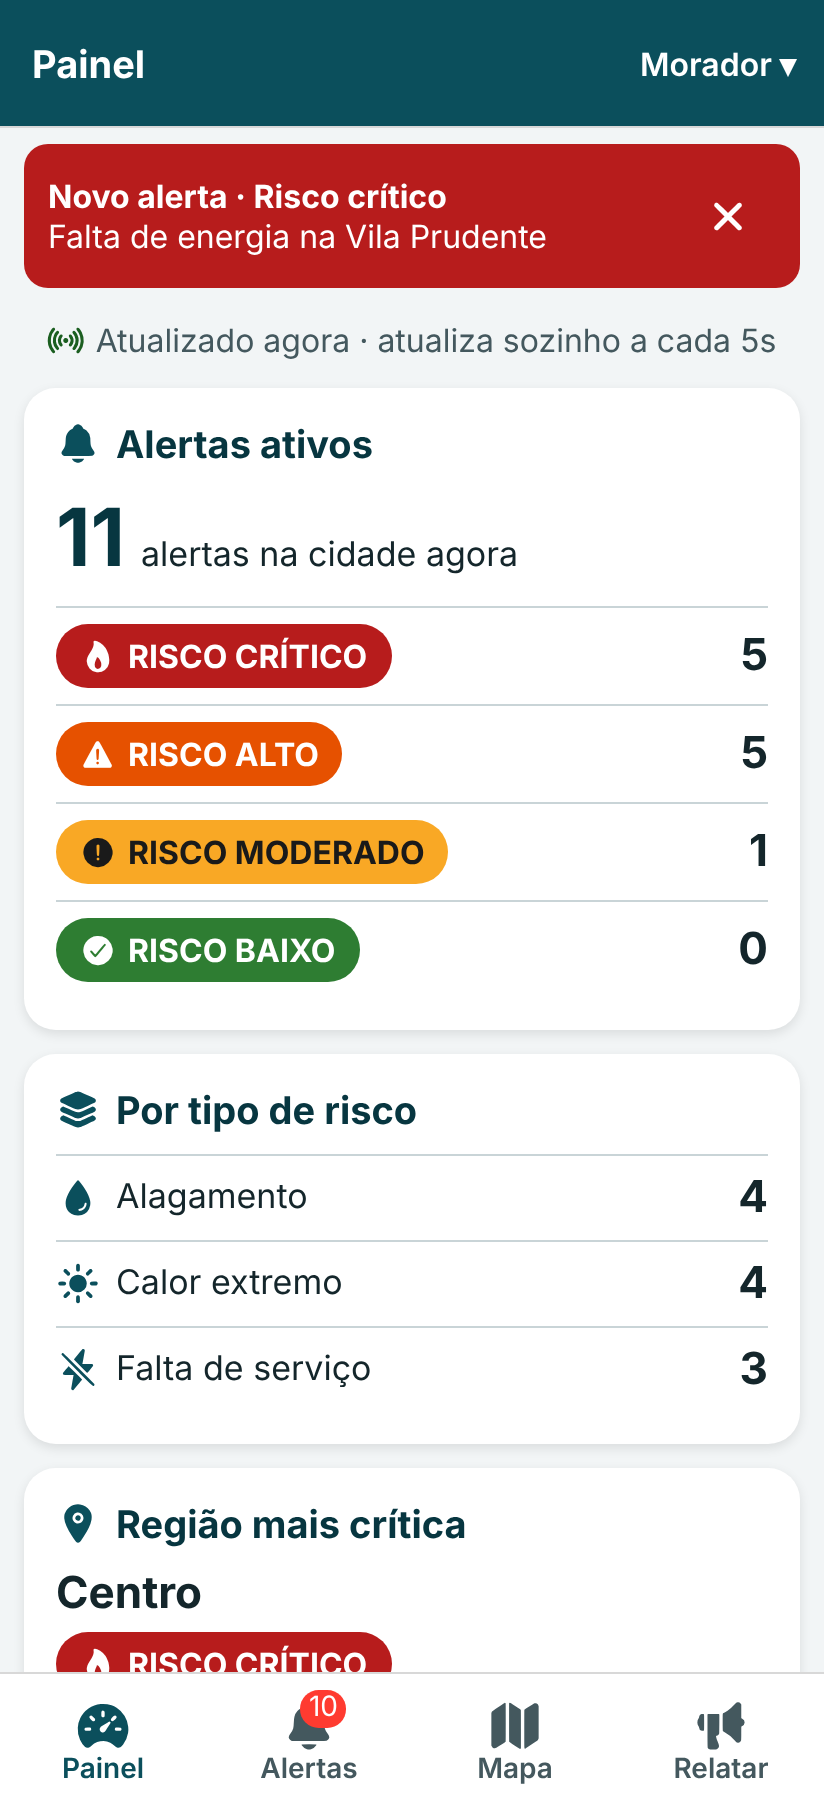 Painel
Morador ▼
Novo alerta · Risco crítico
Falta de energia na Vila Prudente
Atualizado agora · atualiza sozinho a cada 5s
Alertas ativos
11 alertas na cidade agora
RISCO CRÍTICO 5
RISCO ALTO 5
RISCO MODERADO 1
RISCO BAIXO 0
Por tipo de risco
Alagamento 4
Calor extremo 4
Falta de serviço 3
Região mais crítica
Centro
RISCO CRÍTICO
10
Painel
Alertas
Mapa
Relatar